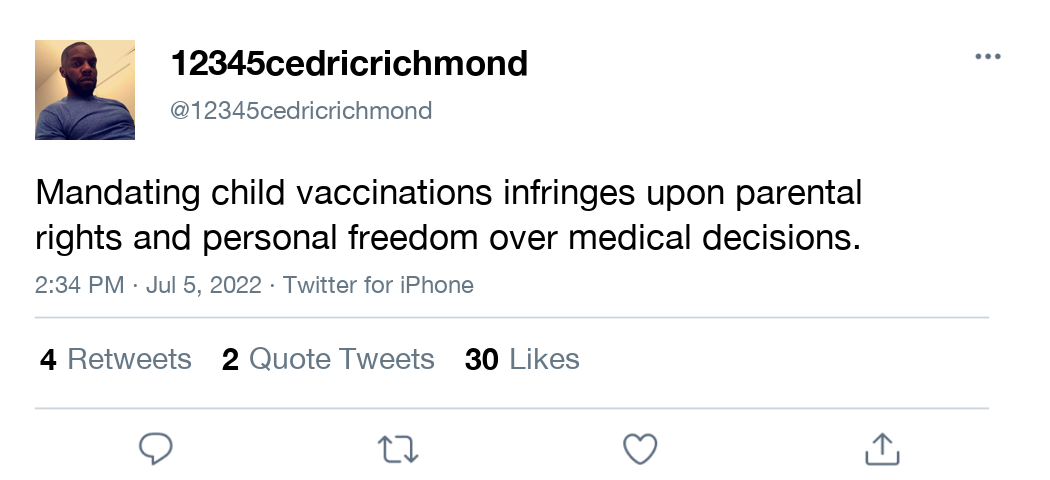 12345cedricrichmond
@12345cedricrichmond
Mandating child vaccinations infringes upon parental
rights and personal freedom over medical decisions.
2:34 PM · Jul 5, 2022 · Twitter for iPhone
4 Retweets 2 Quote Tweets 30 Likes